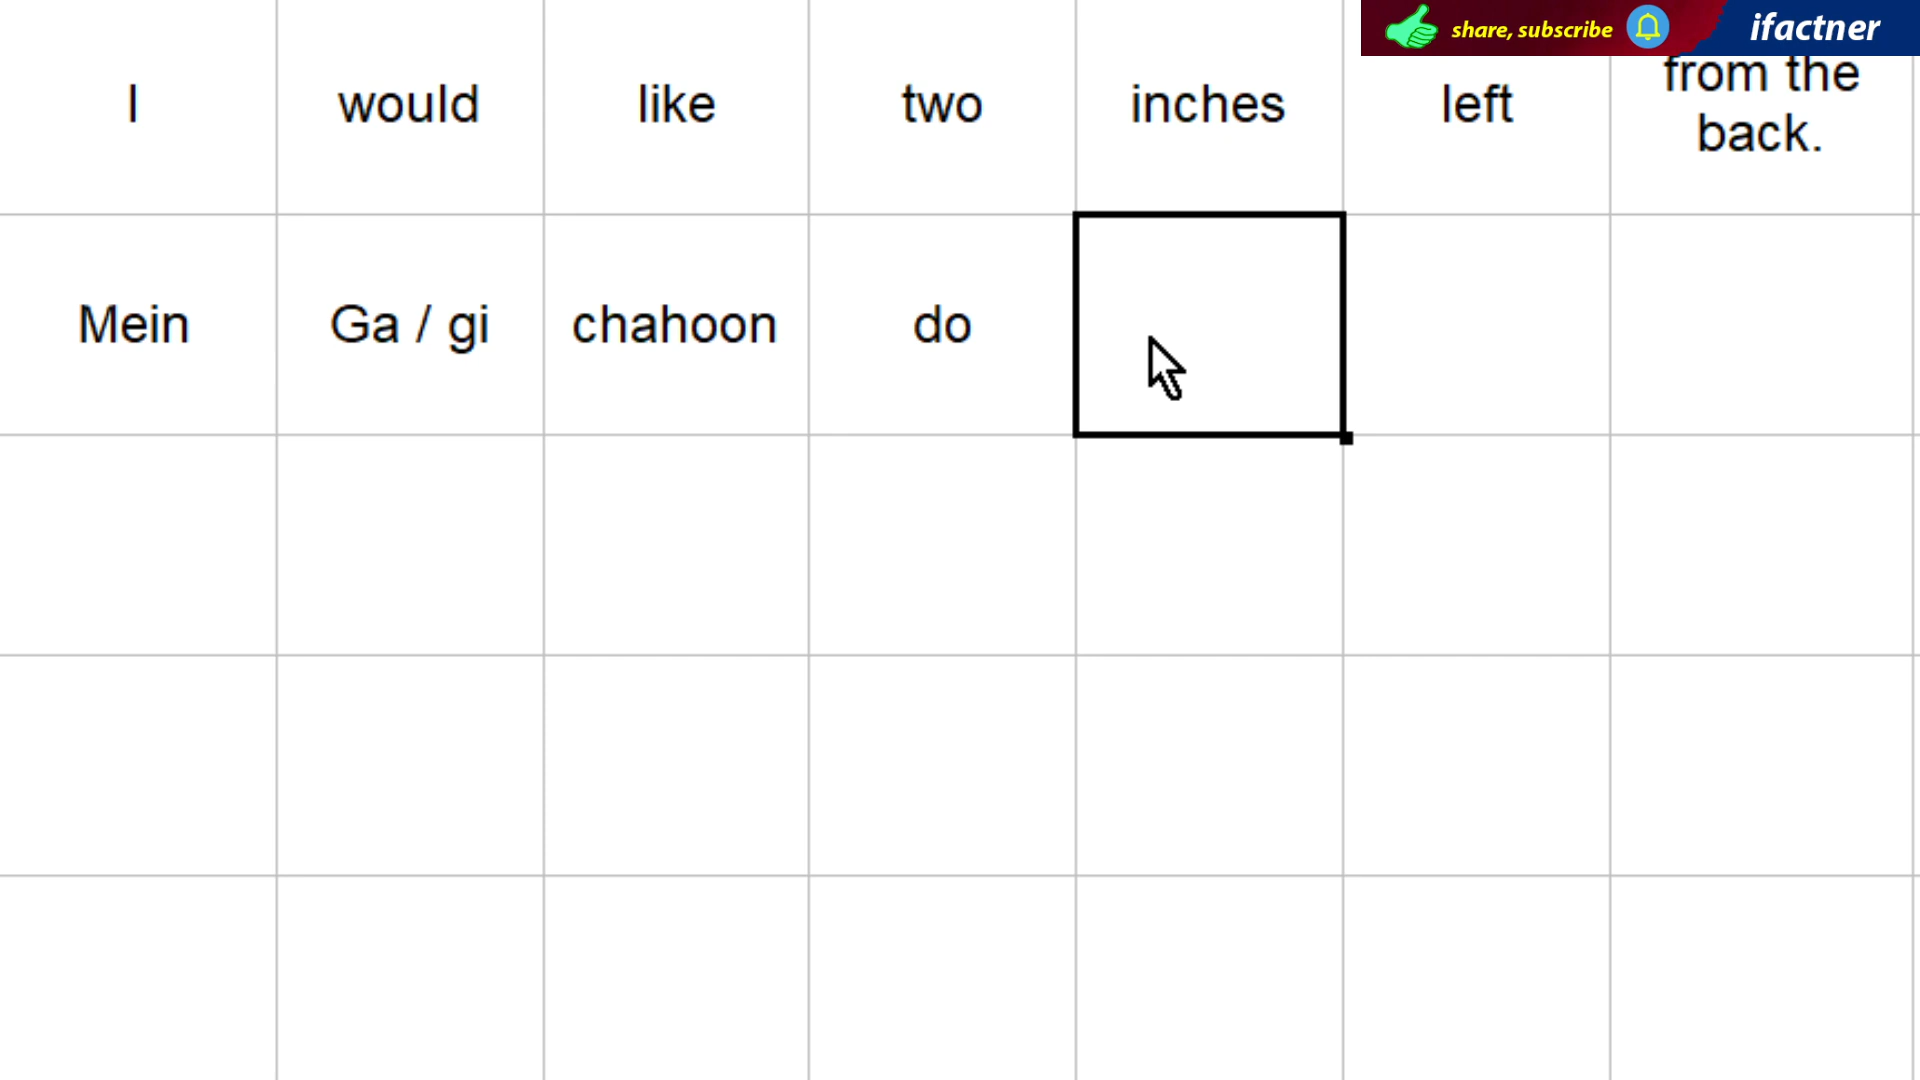 share, subscribe ifactner
I would like two inches left from the
back.
Mein Ga / gi chahoon do